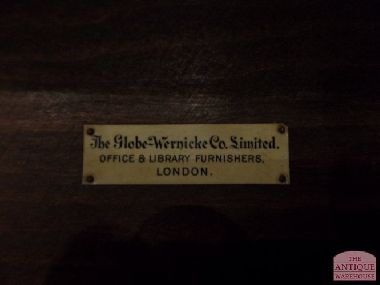 The Globe-Wernicke Co. Limited.
OFFICE & LIBRARY FURNISHERS,
LONDON.
THE
ANTIQUE
WAREHOUSE